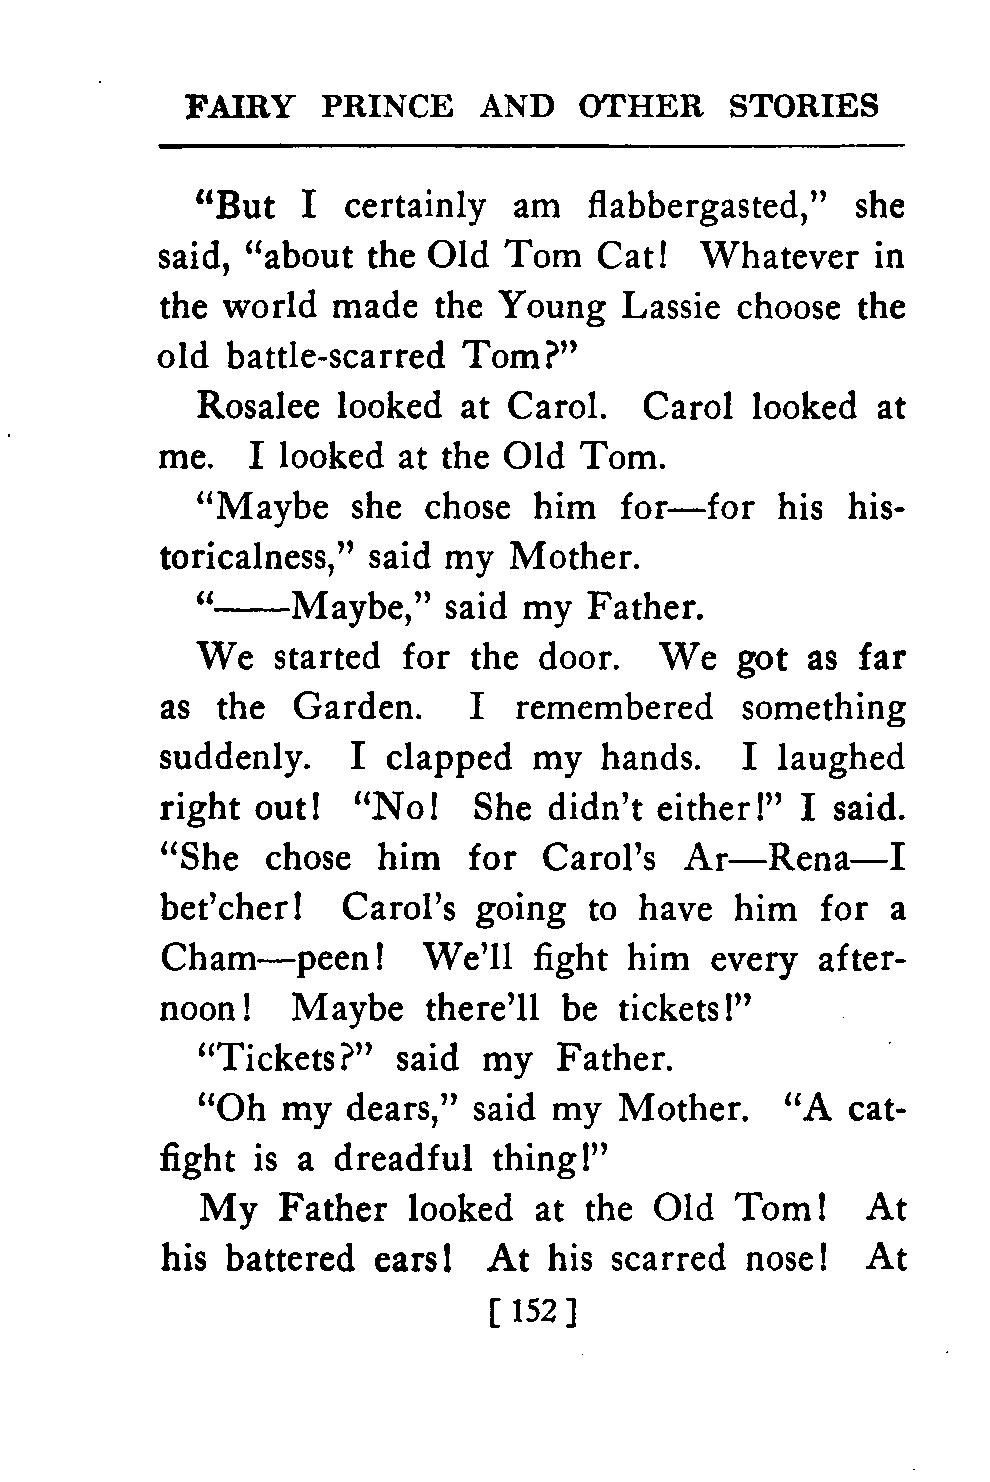 FAIRY PRINCE AND OTHER STORIES
“But I certainly am flabbergasted,” she
said, “about the Old Tom Cat! Whatever in
the world made the Young Lassie choose the
old battle-scarred Tom?”
Rosalee looked at Carol. Carol looked at
me. I looked at the Old Tom.
“Maybe she chose him for—for his his-
toricalness,” said my Mother.
“——Maybe,” said my Father.
We started for the door. We got as far
as the Garden. I remembered something
suddenly. I clapped my hands. I laughed
right out! “No! She didn’t either!” I said.
“She chose him for Carol’s Ar—Rena—I
bet’cher! Carol’s going to have him for a
Cham—peen! We’ll fight him every after-
noon! Maybe there’ll be tickets!”
“Tickets?” said my Father.
“Oh my dears,” said my Mother. “A cat-
fight is a dreadful thing!”
My Father looked at the Old Tom! At
his battered ears! At his scarred nose! At
[ 152 ]